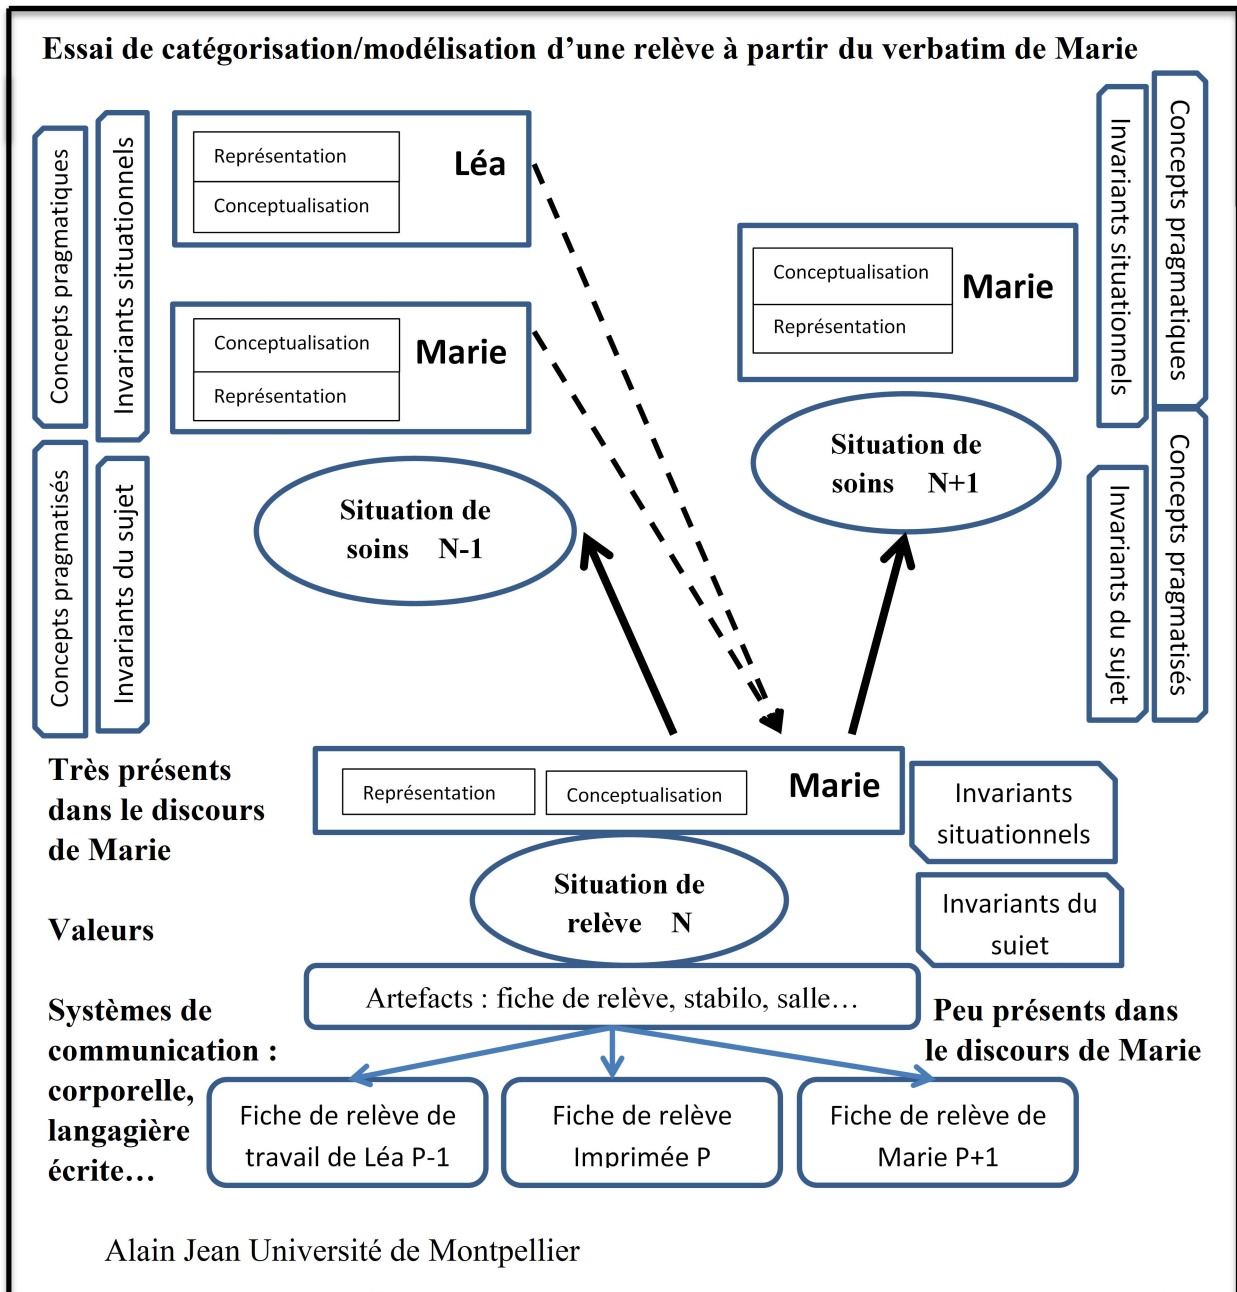 Essai de catégorisation/modélisation d’une relève à partir du verbatim de Marie
Concepts pragmatiques
Invariants situationnels
Représentation
Conceptualisation
Léa
Conceptualisation
Représentation
Marie
Concepts pragmatisés
Invariants du sujet
Situation de
soins N-1
Conceptualisation
Représentation
Marie
Situation de
soins N+1
Invariants situationnels
Concepts pragmatiques
Invariants du sujet
Concepts pragmatisés
Très présents
dans le discours
de Marie
Représentation
Conceptualisation
Marie
Invariants
situationnels
Situation de
relève N
Invariants du
sujet
Valeurs
Artefacts : fiche de relève, stabilo, salle…
Systèmes de
communication :
corporelle,
langagière
écrite…
Peu présents dans
le discours de Marie
Fiche de relève de
travail de Léa P-1
Fiche de relève
Imprimée P
Fiche de relève de
Marie P+1
Alain Jean Université de Montpellier